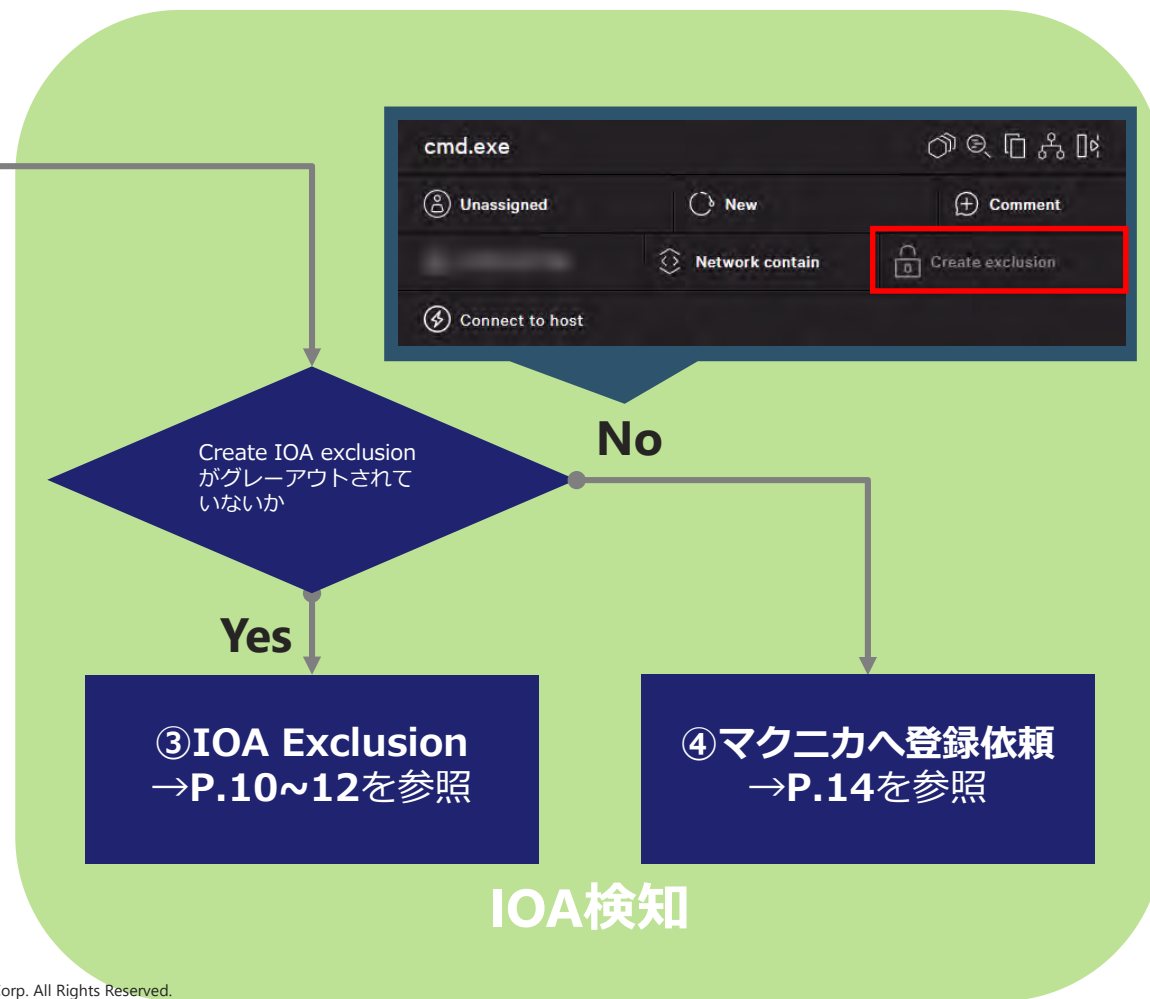 cmd.exe
Unassigned
New
Comment
Network contain
Create exclusion
Connect to host
No
Create IOA exclusion
がグレーアウトされて
いないか
Yes
③IOA Exclusion
→P.10~12を参照
④マクニカへ登録依頼
→P.14を参照
IOA検知
orp. All Rights Reserved.